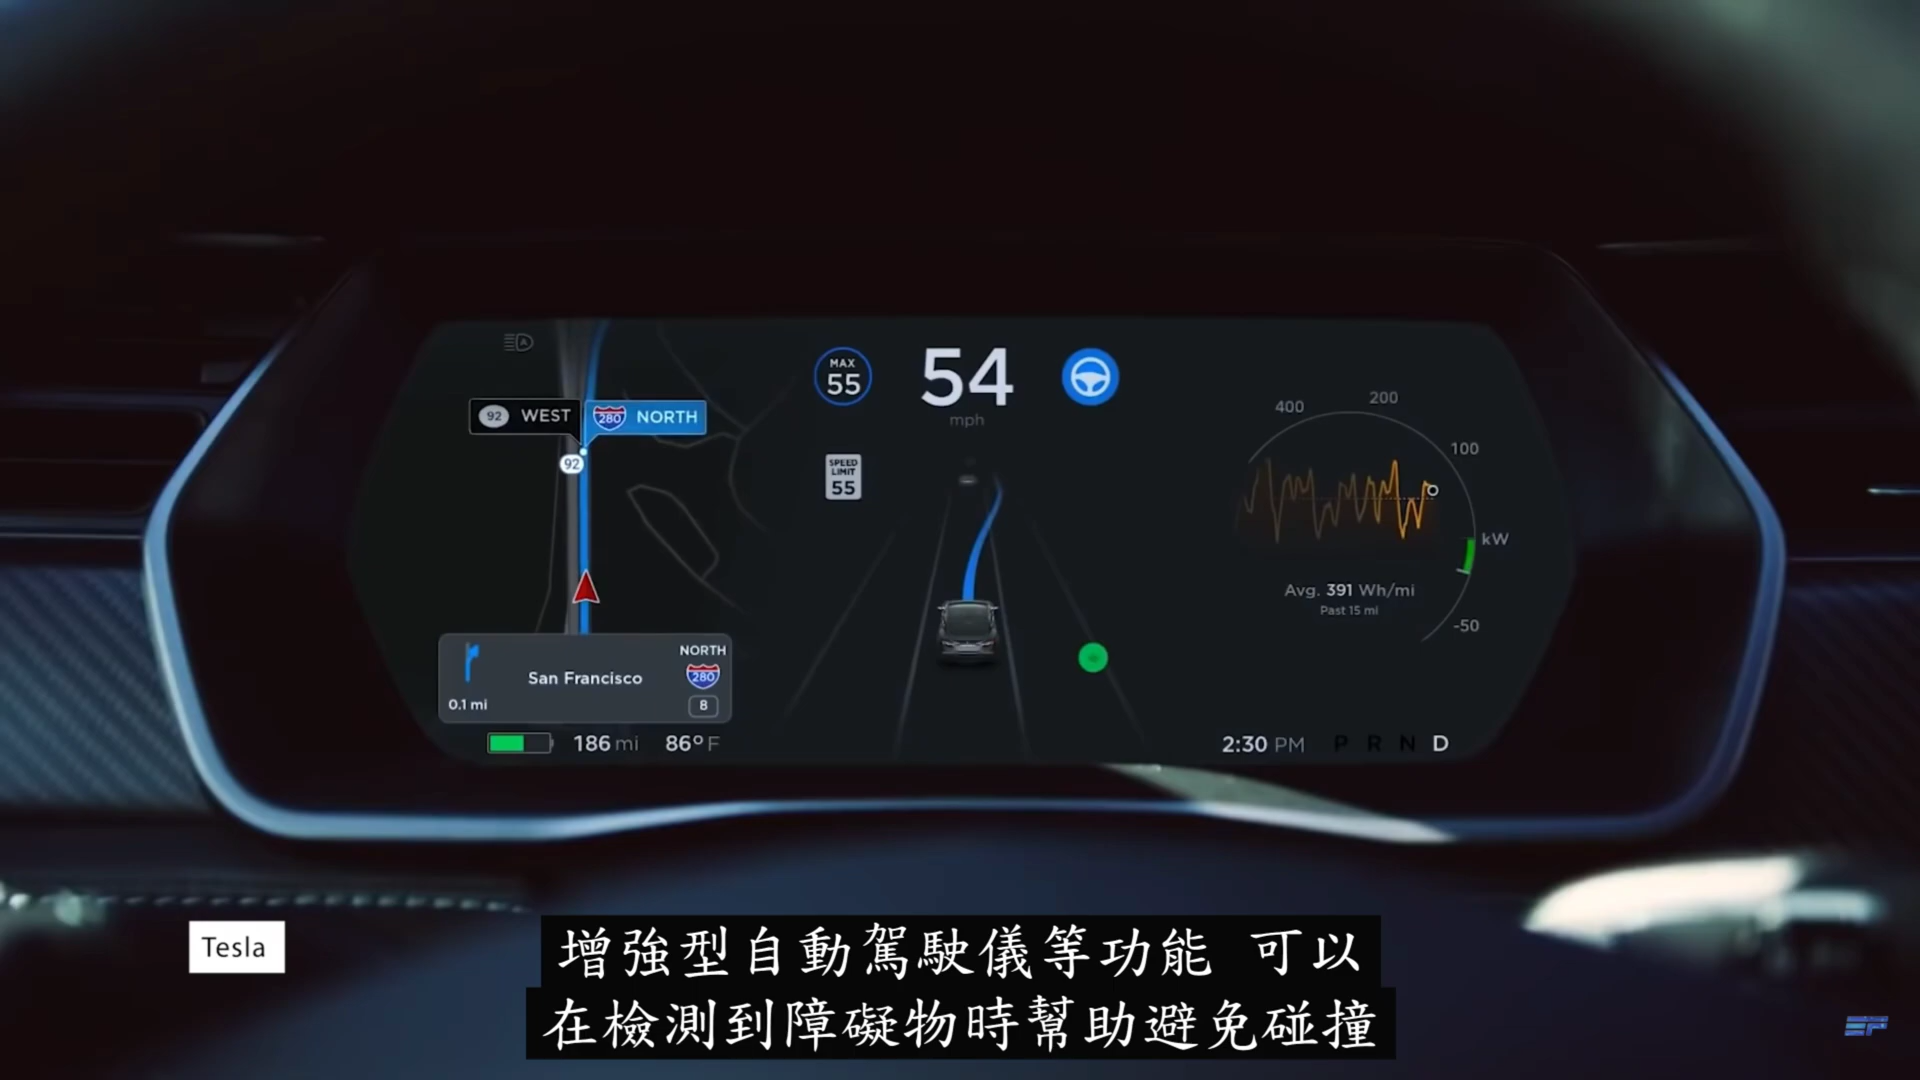 MAX
55
54
mph
92 WEST
280 NORTH
92
SPEED
LIMIT
55
400
200
100
kW
-50
Avg. 391 Wh/mi
Past 15 mi
NORTH
San Francisco
280
0.1 mi
8
186 mi
86° F
2:30 PM
P R N D
Tesla
增強型自動駕駛儀等功能 可以
在檢測到障礙物時幫助避免碰撞